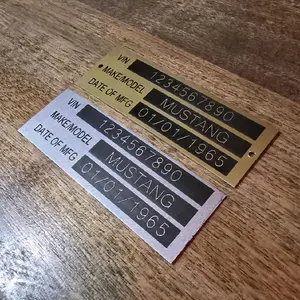 VIN 1234567890
MAKE/MODEL MUSTANG
DATE OF MFG 01/01/1965
VIN 1234567890
MAKE/MODEL MUSTANG
DATE OF MFG 01/01/1965